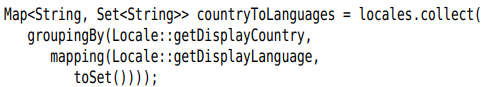 Map<String, Set<String>> countryToLanguages = locales.collect(
groupingBy(Locale::getDisplayCountry,
mapping(Locale::getDisplayLanguage,
toSet())));